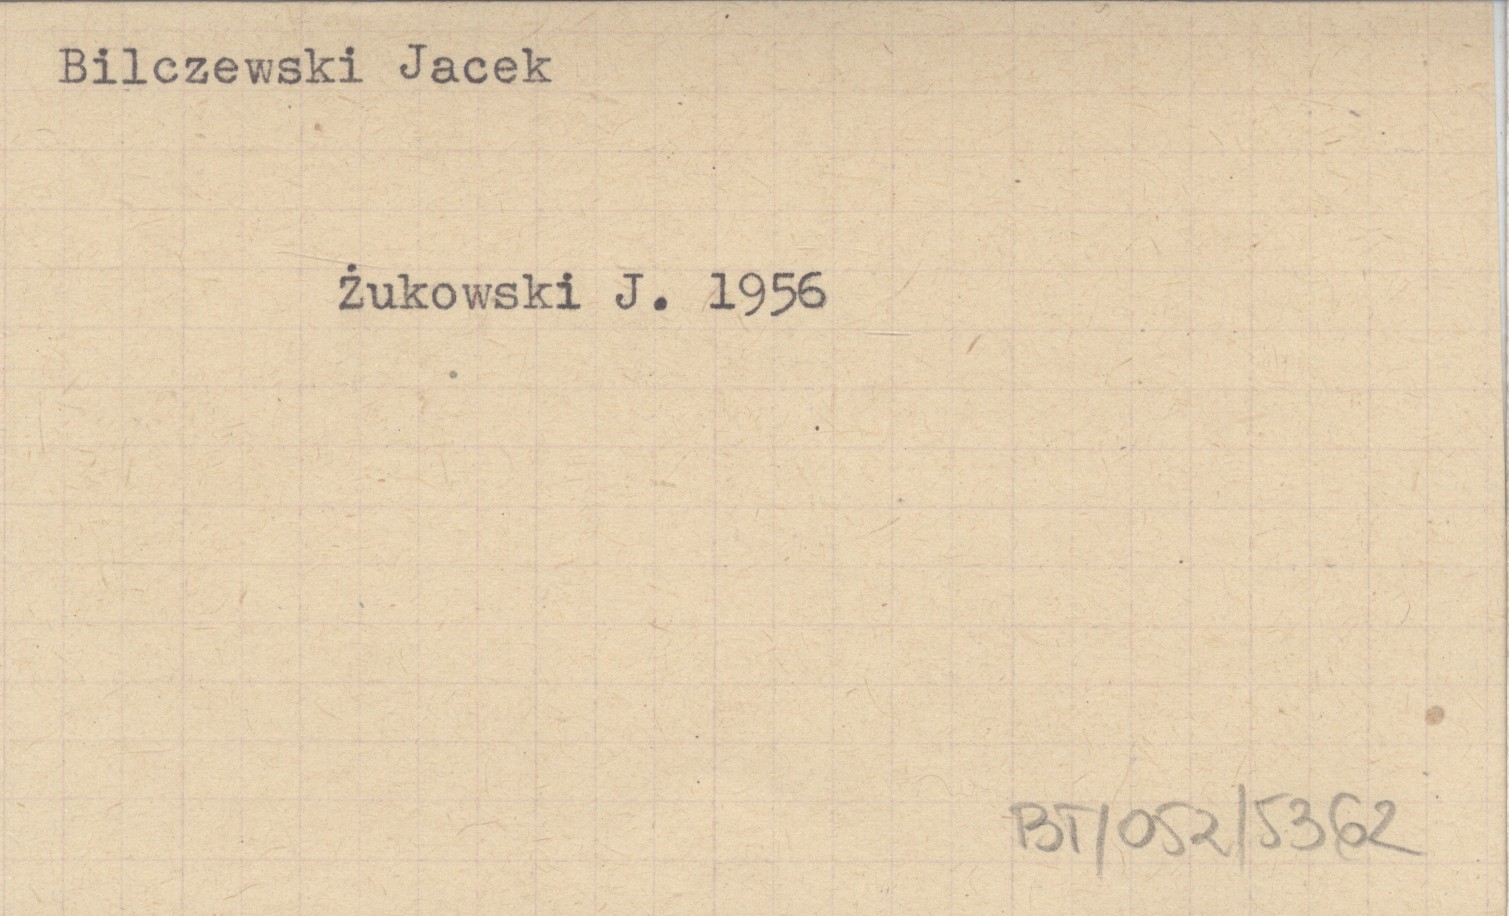 Bilczewski Jacek
Żukowski J. 1956
BT/052/5362